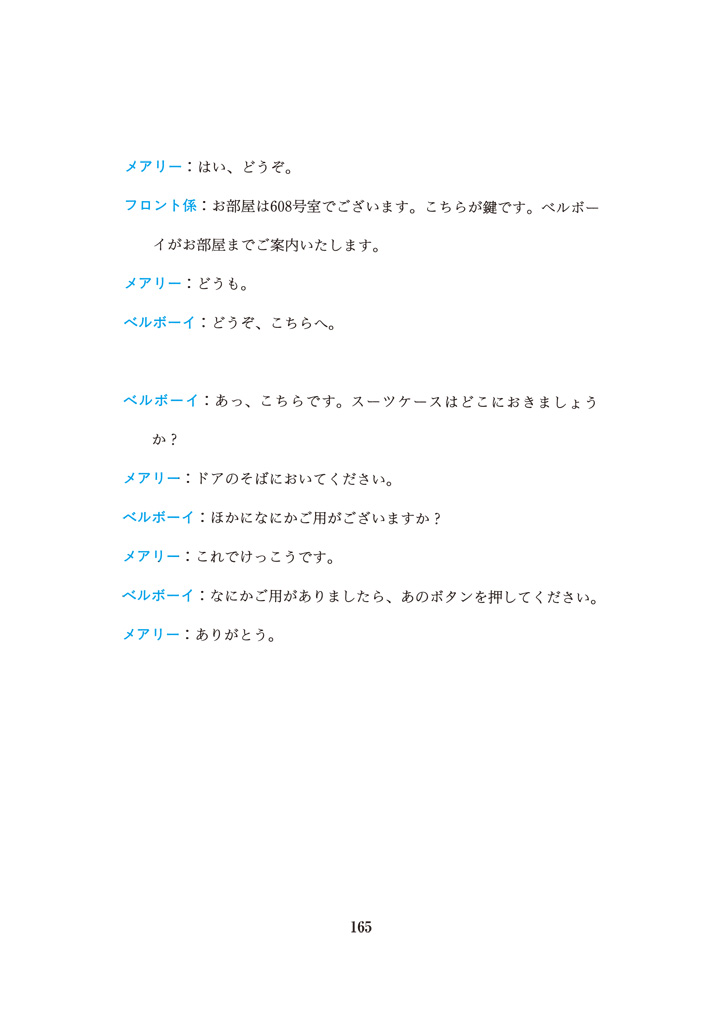 メアリー：はい、どうぞ。
フロント係：お部屋は608号室でございます。こちらが鍵です。ベルボー
イがお部屋までご案内いたします。
メアリー：どうも。
ベルボーイ：どうぞ、こちらへ。
ベルボーイ：あっ、こちらです。スーツケースはどこにおきましょう
か？
メアリー：ドアのそばにおいてください。
ベルボーイ：ほかになにかご用がございますか？
メアリー：これでけっこうです。
ベルボーイ：なにかご用がありましたら、あのボタンを押してください。
メアリー：ありがとう。
165